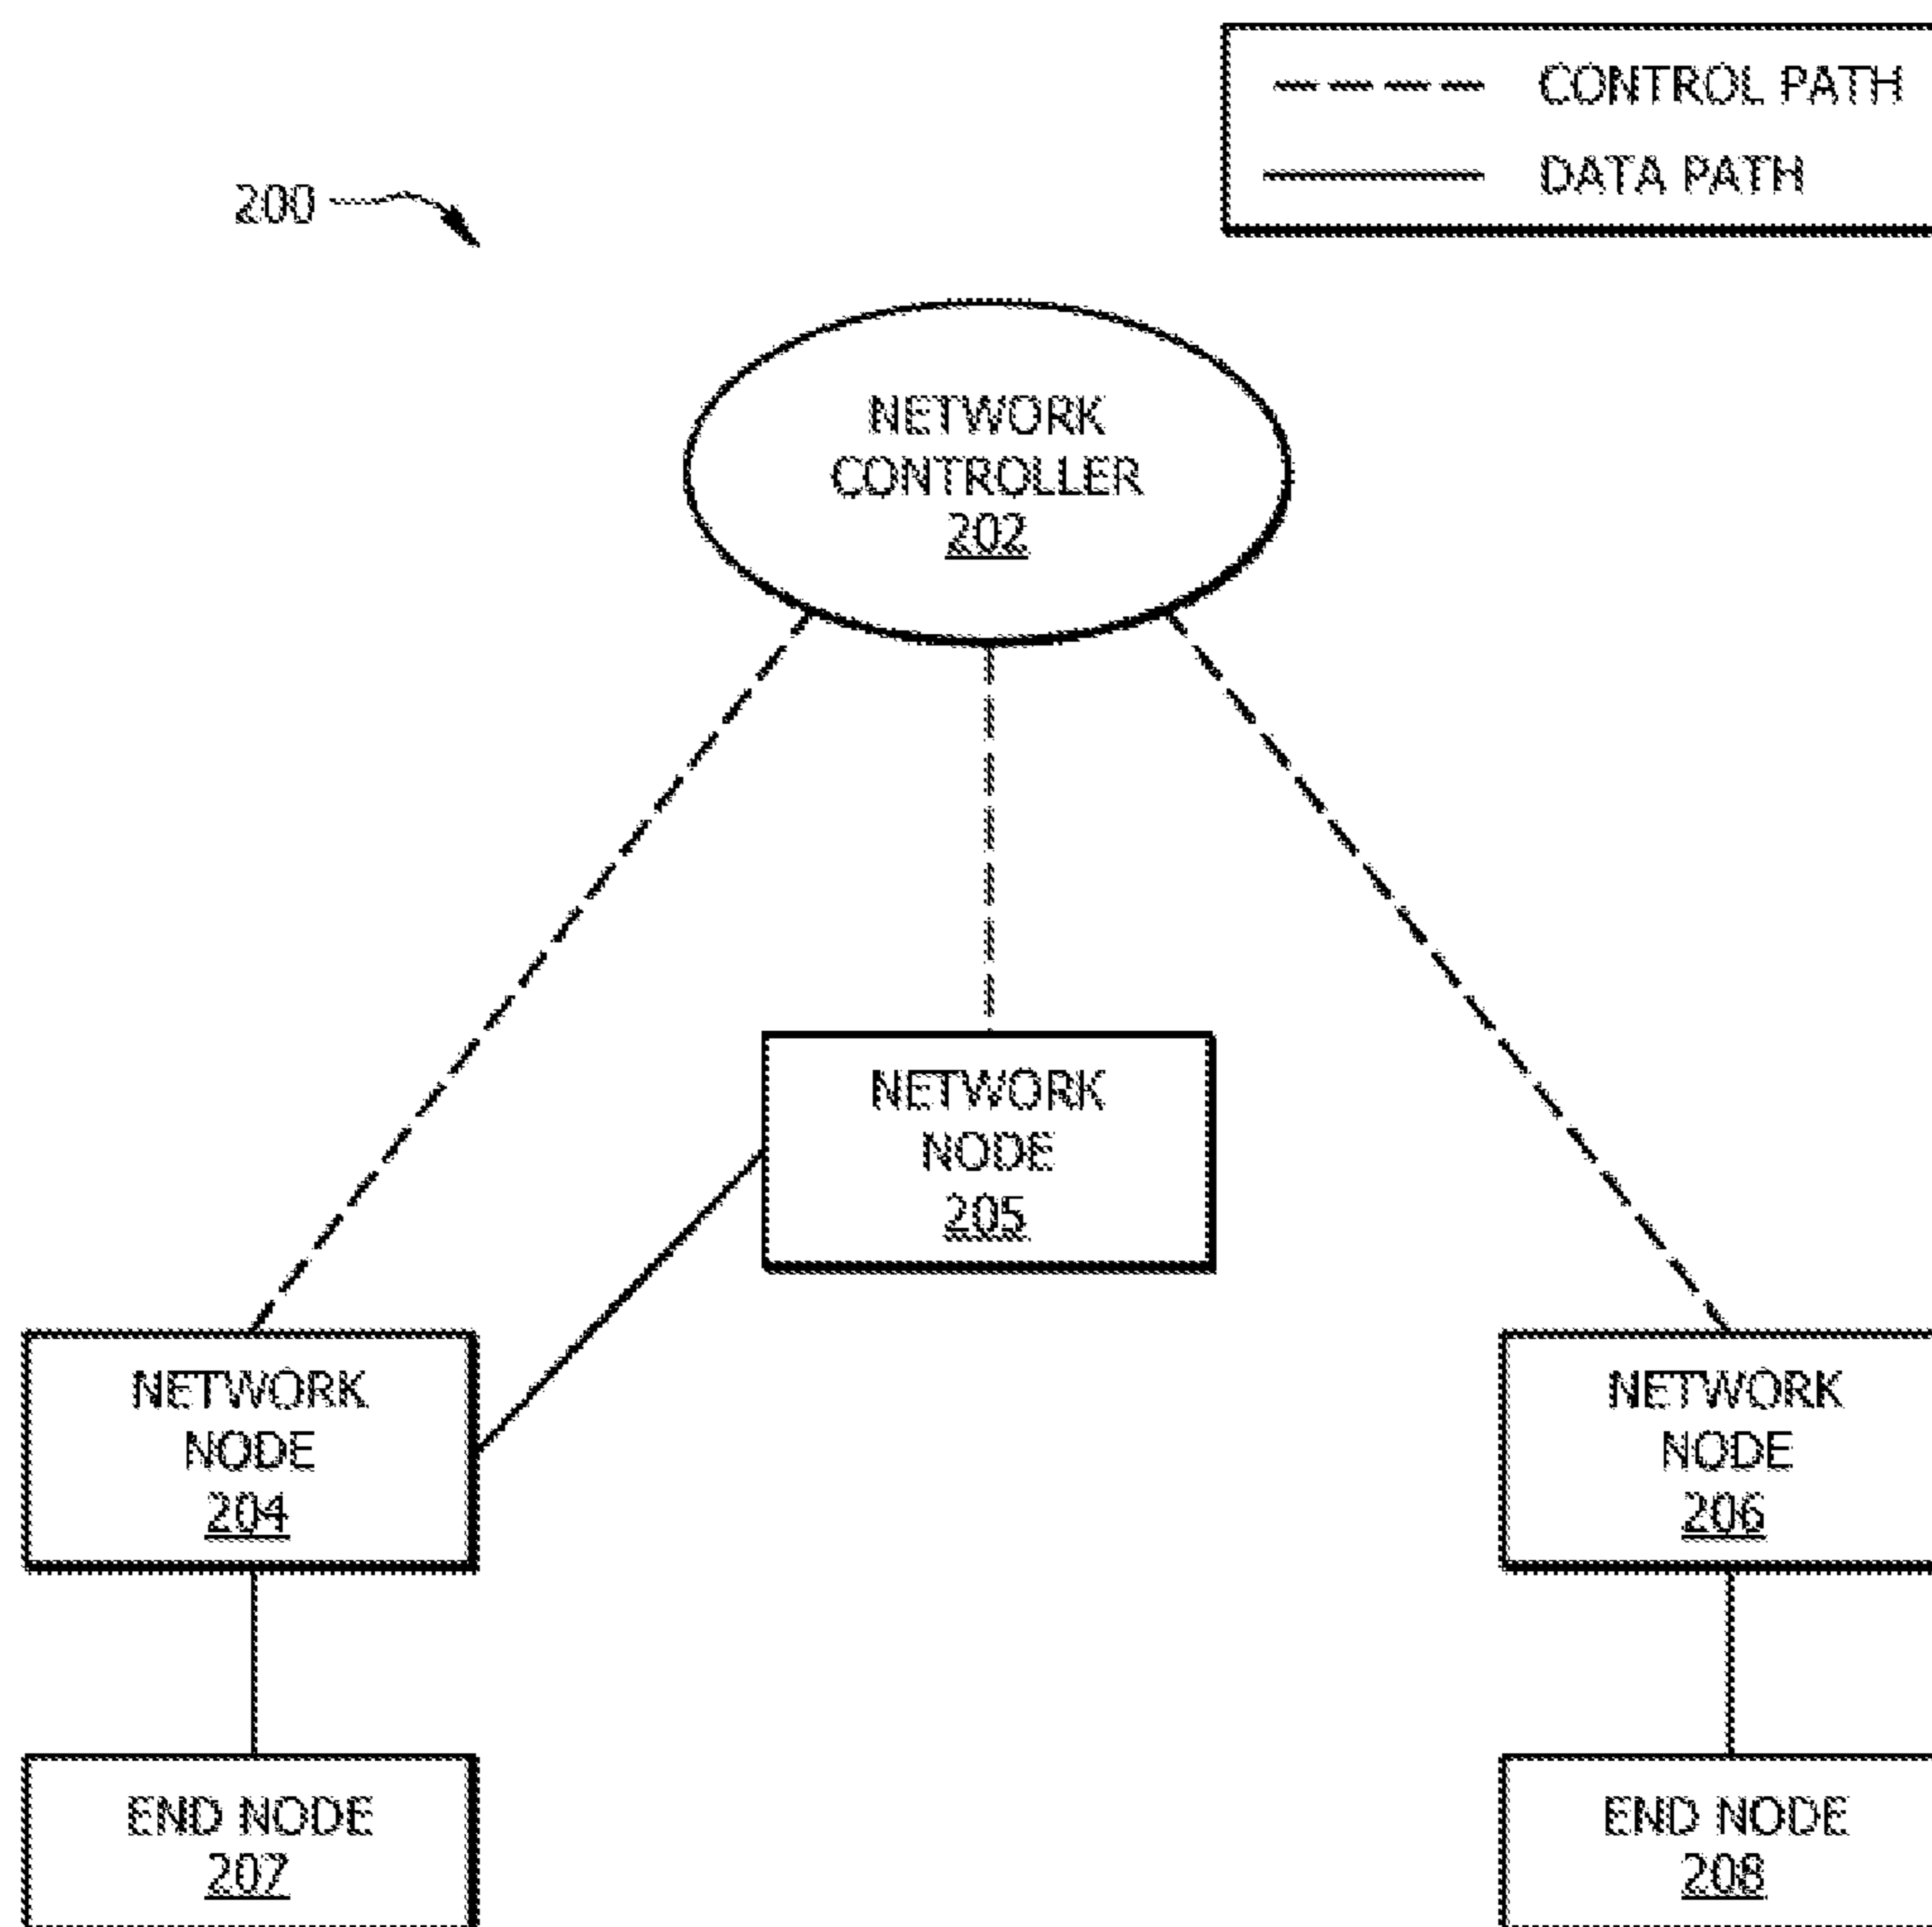 CONTROL PATH
DATA PATH
200
NETWORK
CONTROLLER
202
NETWORK
NODE
205
NETWORK
NODE
204
NETWORK
NODE
206
END NODE
207
END NODE
208